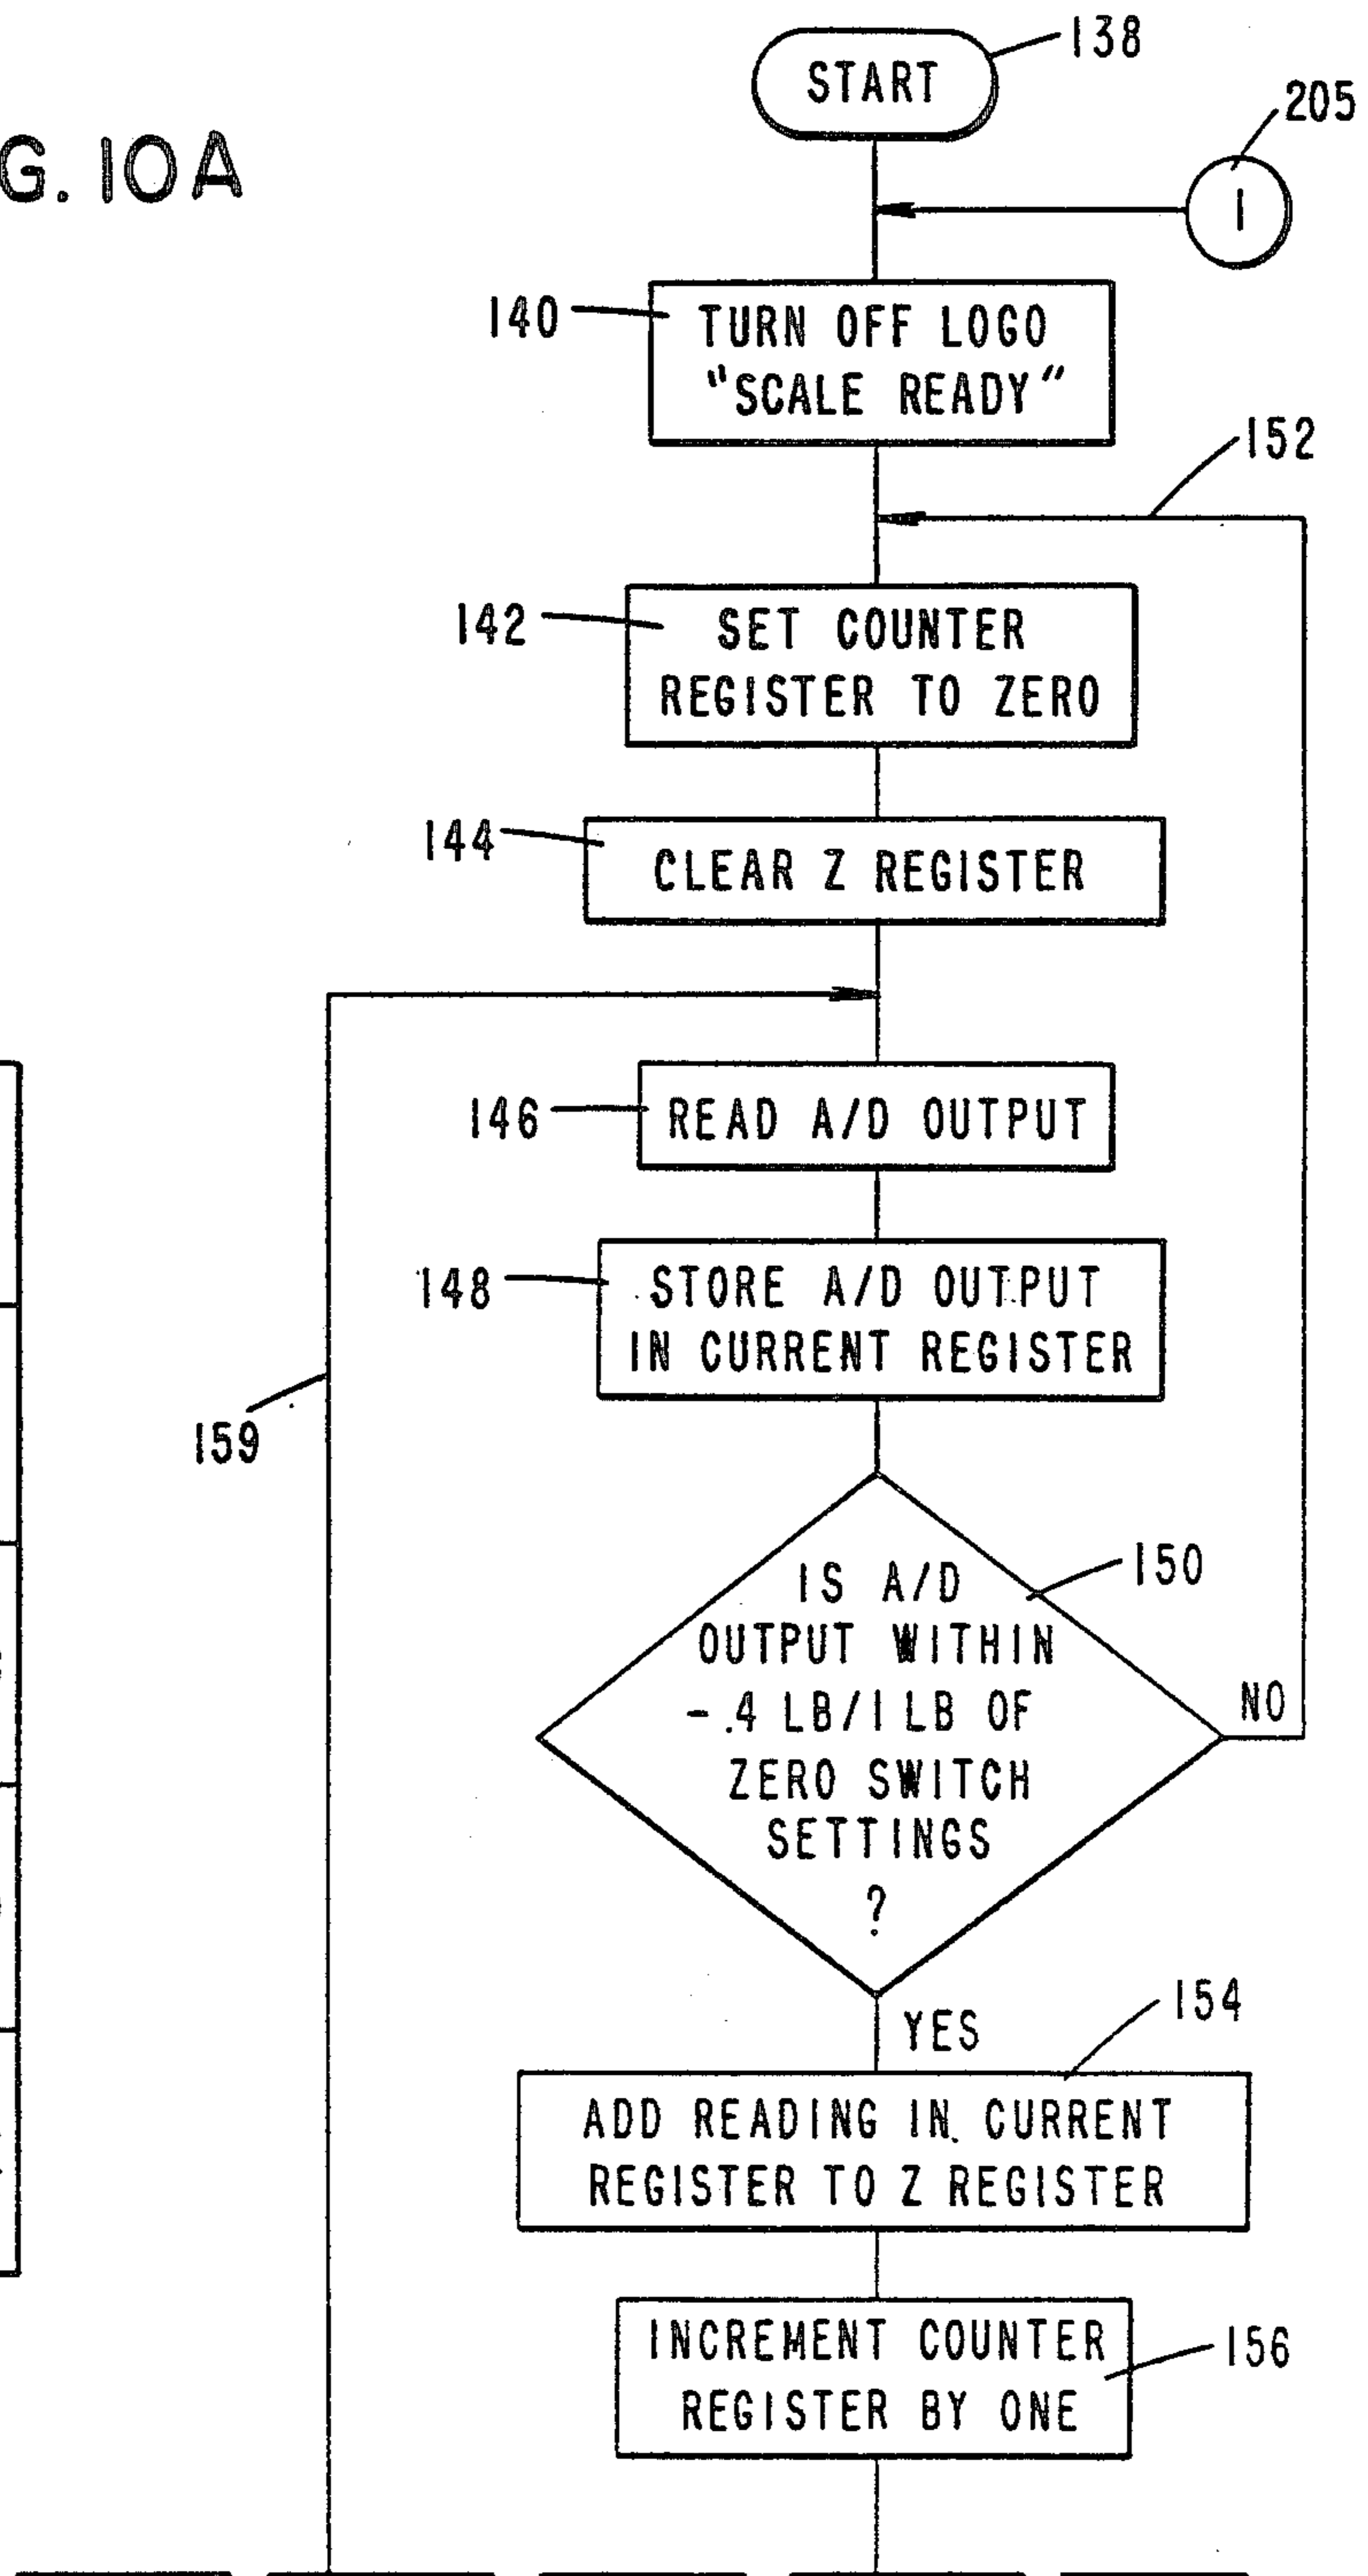 138
START
205
G. 10A
1
140
TURN OFF LOGO
"SCALE READY"
152
142
SET COUNTER
REGISTER TO ZERO
144
CLEAR Z REGISTER
146
READ A/D OUTPUT
148
STORE A/D OUTPUT
IN CURRENT REGISTER
159
150
IS A/D
OUTPUT WITHIN
-.4 LB/1 LB OF
ZERO SWITCH
SETTINGS
?
NO
YES
154
ADD READING IN CURRENT
REGISTER TO Z REGISTER
INCREMENT COUNTER
REGISTER BY ONE
156